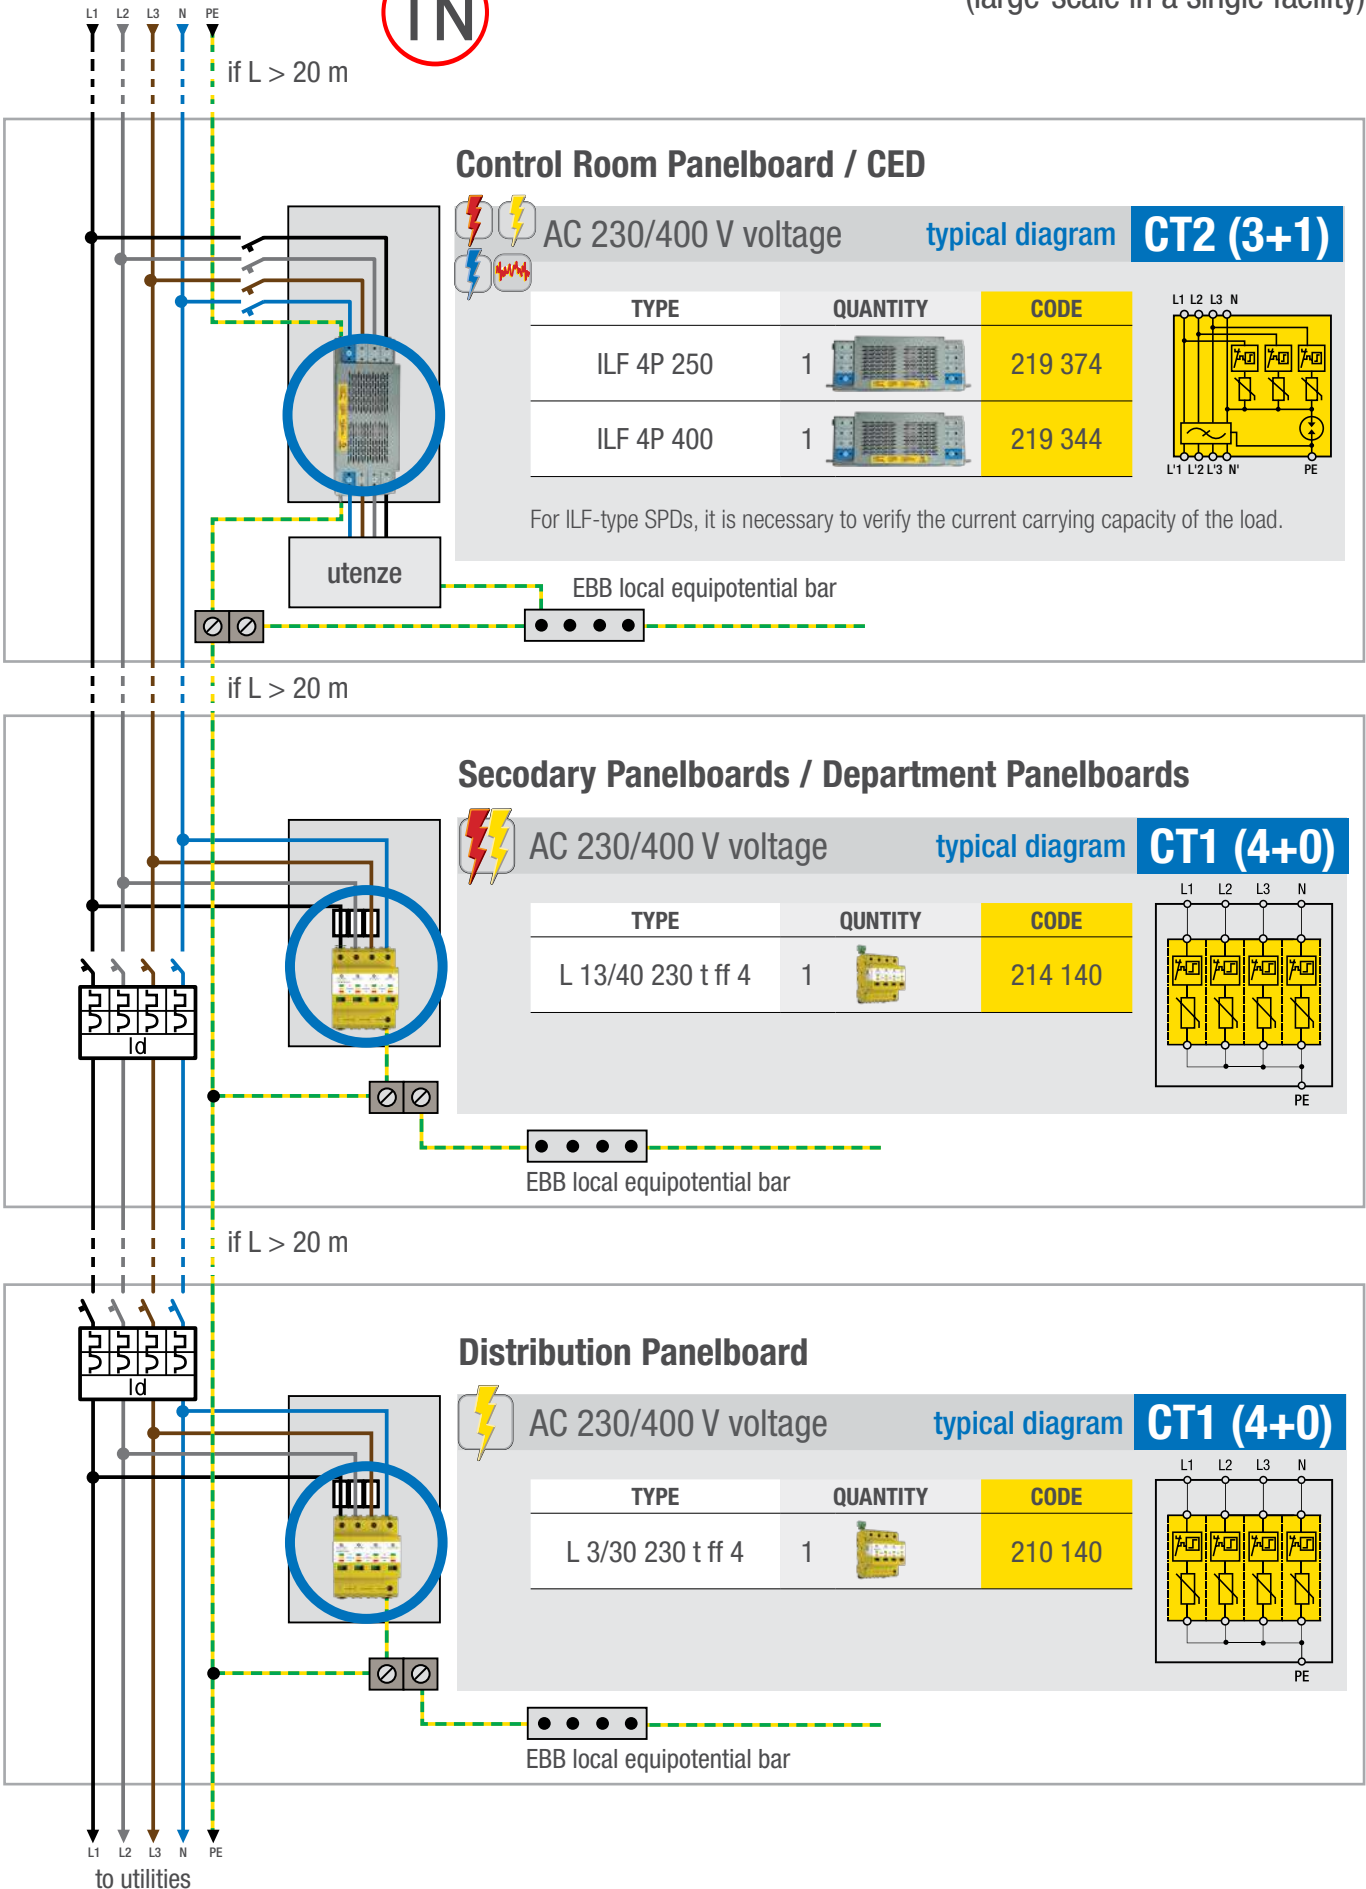 (large-scale in a single facility)
TN
L1 L2 L3 N PE
if L > 20 m
Control Room Panelboard / CED
AC 230/400 V voltage typical diagram CT2 (3+1)
TYPE QUANTITY CODE
ILF 4P 250 1 219 374
ILF 4P 400 1 219 344
L1 L2 L3 N
L'1 L'2 L'3 N' PE
For ILF-type SPDs, it is necessary to verify the current carrying capacity of the load.
utenze
EBB local equipotential bar
if L > 20 m
Secodary Panelboards / Department Panelboards
AC 230/400 V voltage typical diagram CT1 (4+0)
TYPE QUNTITY CODE
L 13/40 230 t ff 4 1 214 140
L1 L2 L3 N
PE
Id
EBB local equipotential bar
if L > 20 m
Distribution Panelboard
Id
AC 230/400 V voltage typical diagram CT1 (4+0)
TYPE QUANTITY CODE
L 3/30 230 t ff 4 1 210 140
L1 L2 L3 N
PE
EBB local equipotential bar
L1 L2 L3 N PE
to utilities